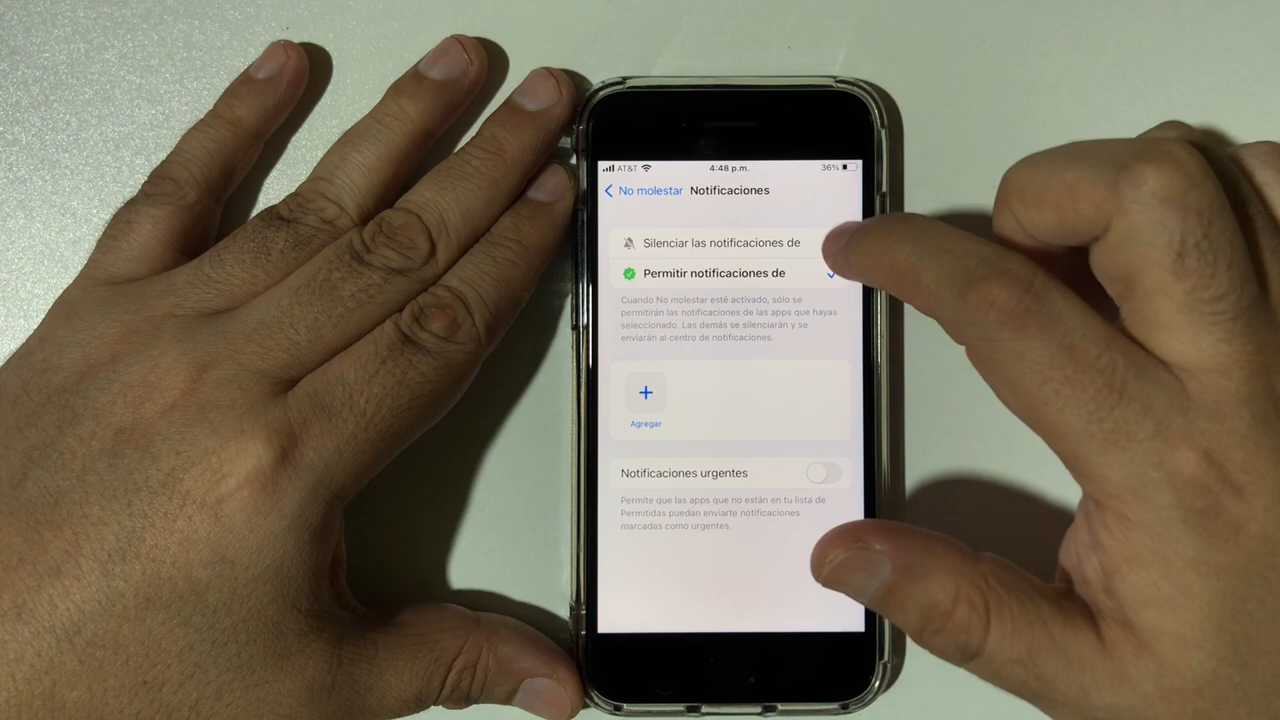 AT&T 4:48 p.m. 36%
No molestar Notificaciones
Silenciar las notificaciones de
Permitir notificaciones de
Cuando No molestar esté activado, sólo se
permitirán las notificaciones de las apps que hayas
seleccionado. Las demás se silenciarán y se
enviarán al centro de notificaciones.
Agregar
Notificaciones urgentes
Permite que las apps que no están en tu lista de
Permitidas puedan enviarte notificaciones
marcadas como urgentes.